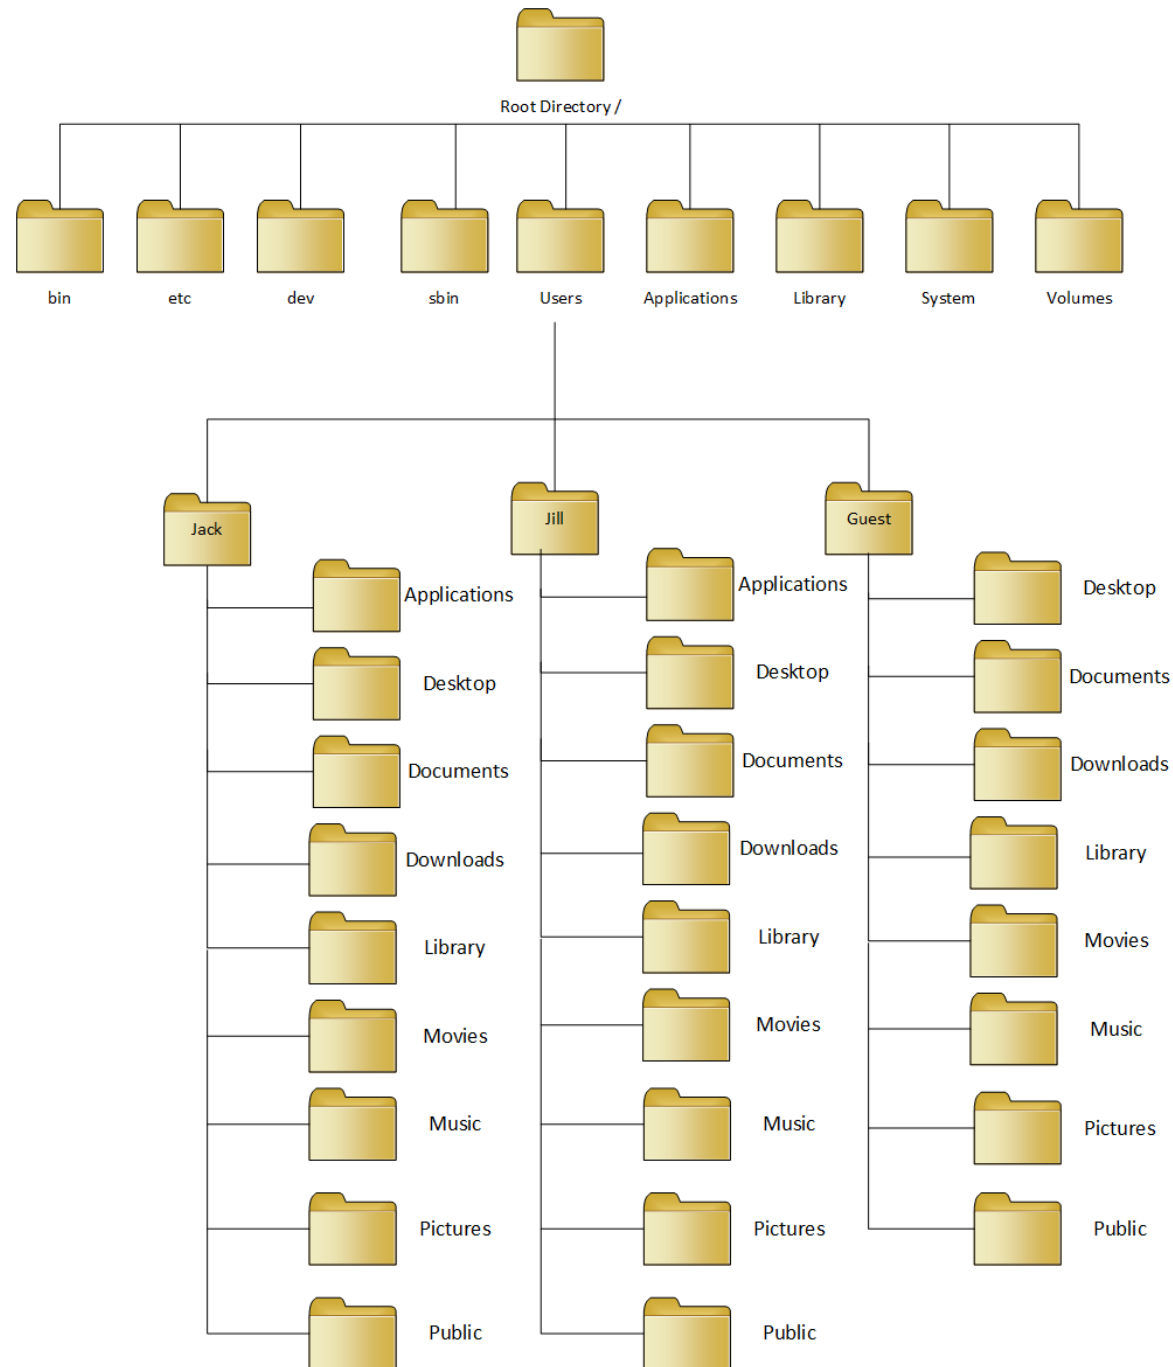 Root Directory /
bin
etc
dev
sbin
Users
Applications
Library
System
Volumes
Jack
Applications
Desktop
Documents
Downloads
Library
Movies
Music
Pictures
Public
Jill
Applications
Desktop
Documents
Downloads
Library
Movies
Music
Pictures
Public
Guest
Desktop
Documents
Downloads
Library
Movies
Music
Pictures
Public